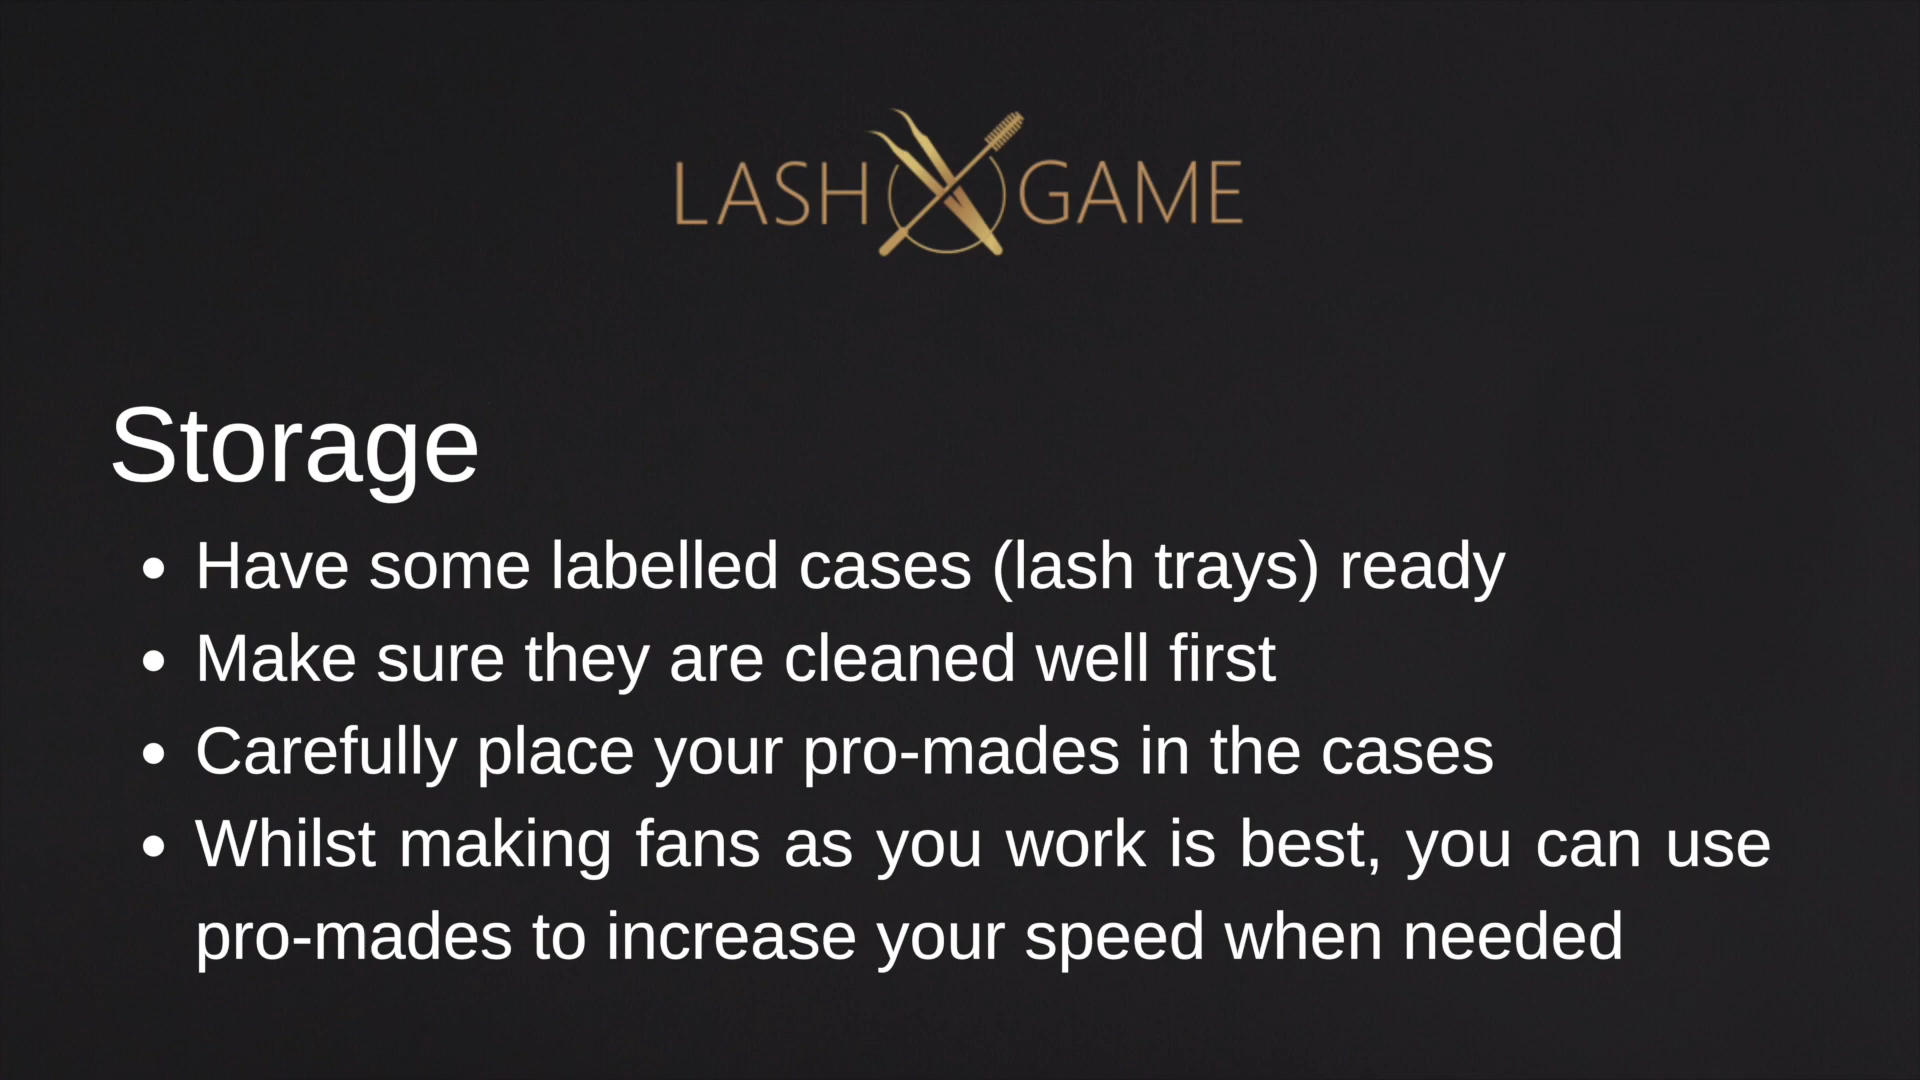 LASH GAME
Storage
• Have some labelled cases (lash trays) ready
• Make sure they are cleaned well first
• Carefully place your pro-mades in the cases
• Whilst making fans as you work is best, you can use
pro-mades to increase your speed when needed